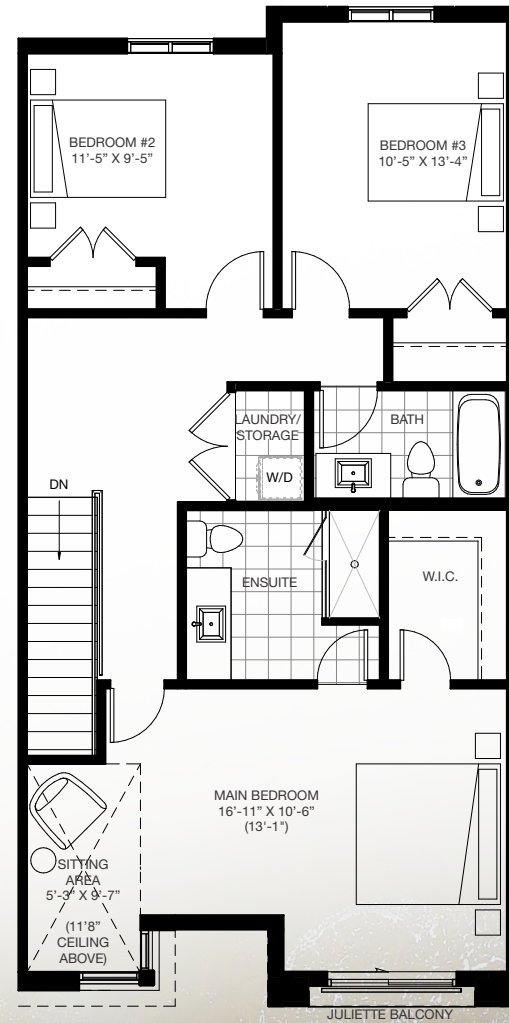 BEDROOM #2
11'-5" X 9'-5"
BEDROOM #3
10'-5" X 13'-4"
LAUNDRY/
STORAGE
W/D
BATH
DN
ENSUITE
W.I.C.
MAIN BEDROOM
16'-11" X 10'-6"
(13'-1")
SITTING
AREA
5'-3" X 9'-7"
(11'8"
CEILING
ABOVE)
JULIETTE BALCONY